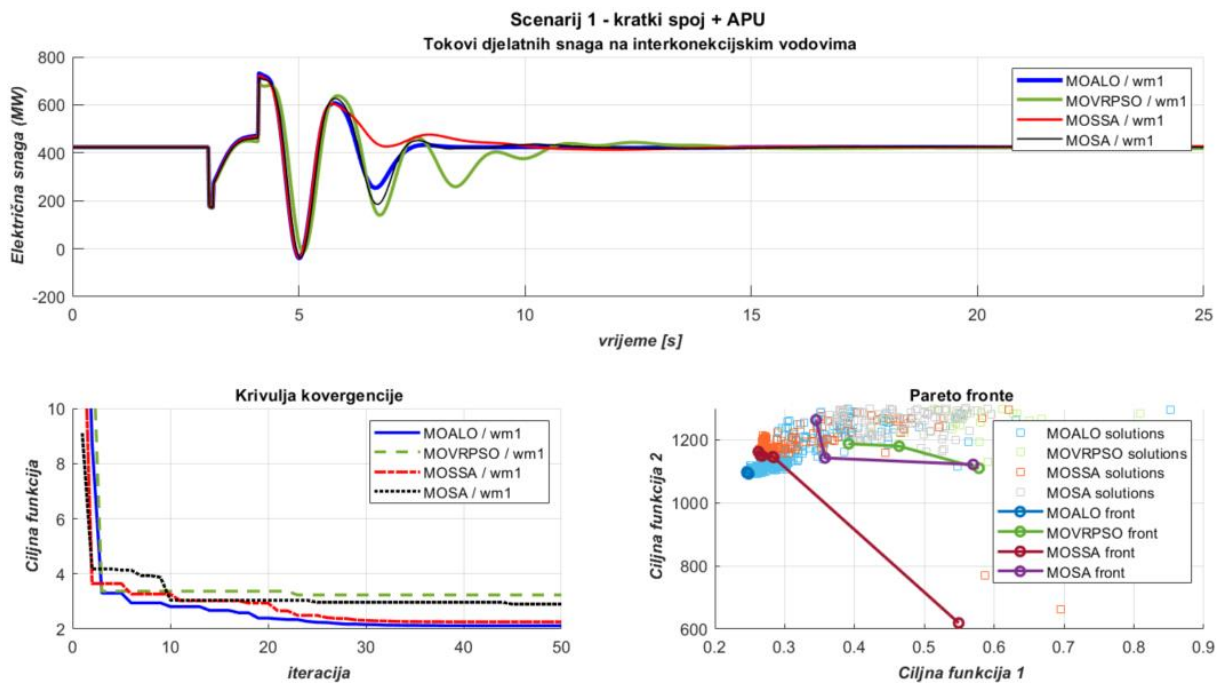 Scenarij 1 - kratki spoj + APU
Tokovi djelatnih snaga na interkonekcijskim vodovima
Električna snaga (MW)
800
600
400
200
0
-200
0
5
10
15
20
25
vrijeme [s]
MOALO / wm1
MOVRPSO / wm1
MOSSA / wm1
MOSA / wm1
Krivulja kovergencije
Ciljna funkcija
10
8
6
4
2
0
10
20
30
40
50
iteracija
MOALO / wm1
MOVRPSO / wm1
MOSSA / wm1
MOSA / wm1
Pareto fronte
Ciljna funkcija 2
1200
1000
800
600
0.2
0.3
0.4
0.5
0.6
0.7
0.8
0.9
Ciljna funkcija 1
MOALO solutions
MOVRPSO solutions
MOSSA solutions
MOSA solutions
MOALO front
MOVRPSO front
MOSSA front
MOSA front